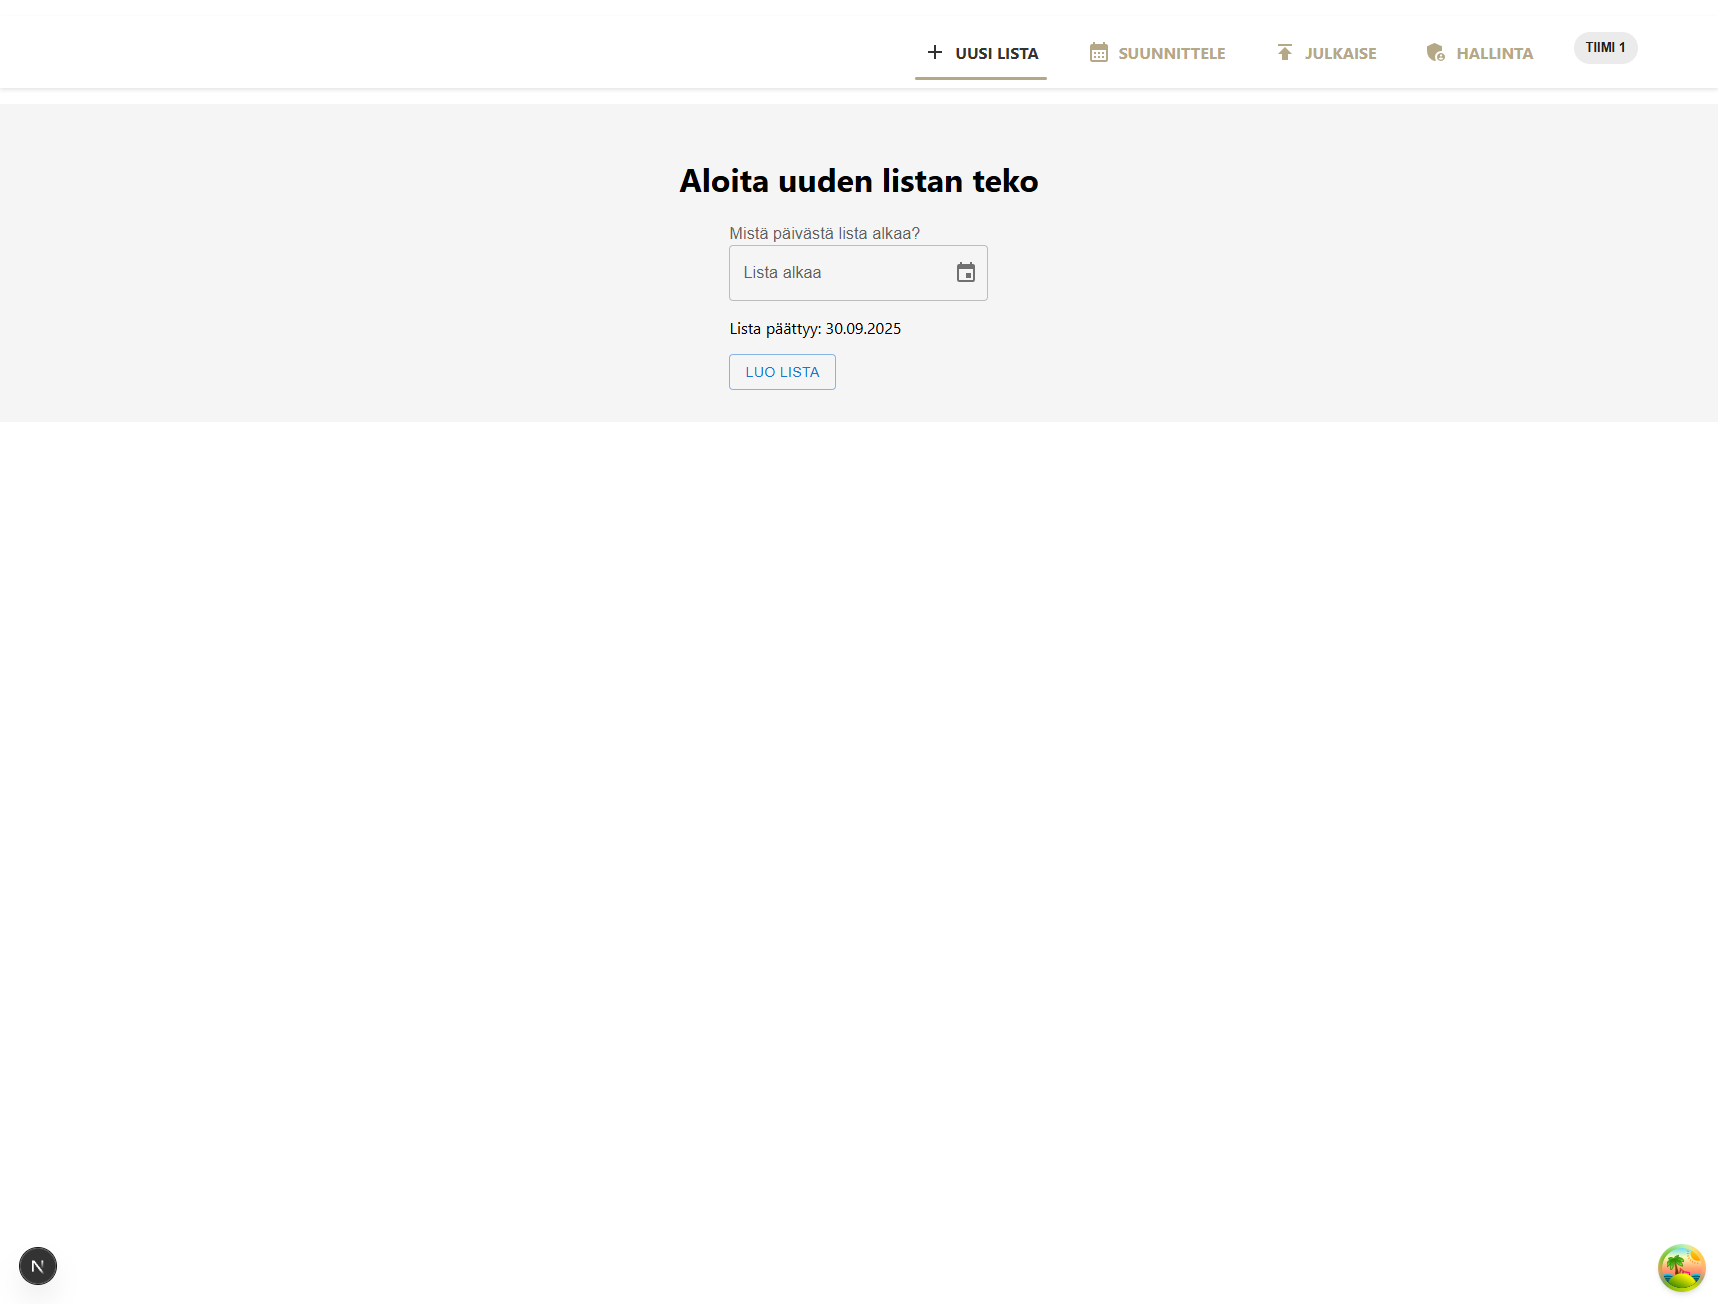 UUSI LISTA
SUUNNITTELE
JULKAISE
HALLINTA
TIIMI 1
Aloita uuden listan teko
Mistä päivästä lista alkaa?
Lista alkaa
Lista päättyy: 30.09.2025
LUO LISTA
N